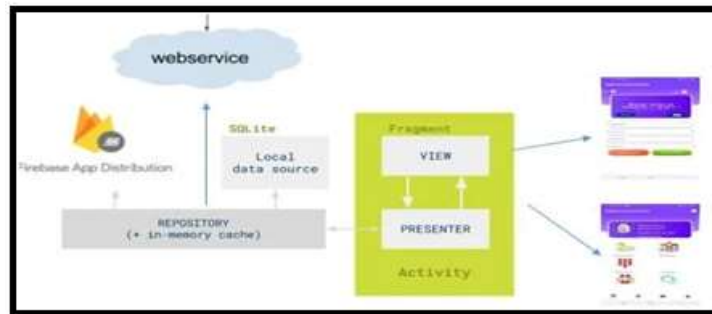 webservice
SQLite
Local
data source
Firebase App Distribution
REPOSITORY
(+ in-memory cache)
Fragment
VIEW
PRESENTER
Activity